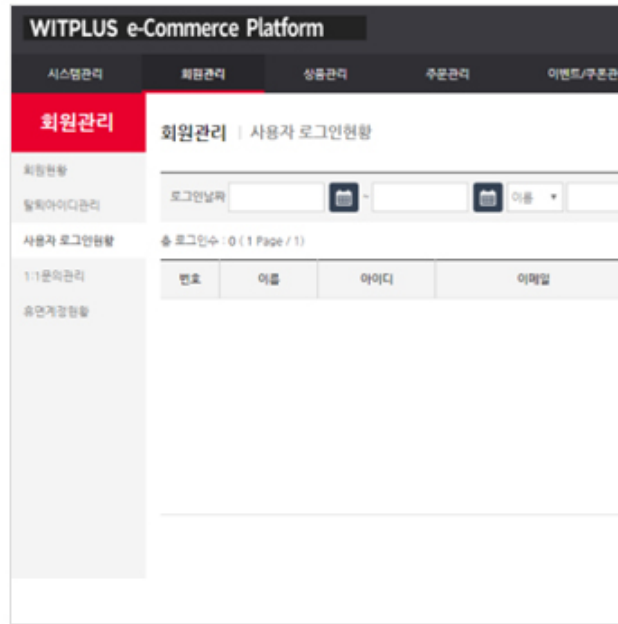 WITPLUS e-Commerce Platform
시스템관리 회원관리 상품관리 주문관리 이벤트/쿠폰관
회원관리
회원관리 | 사용자 로그인현황
회원현황
탈퇴아이디관리
사용자 로그인현황
1:1문의관리
휴면계정현황
로그인날짜 ~ 이름
총 로그인수 : 0 ( 1 Page / 1)
번호 이름 아이디 이메일